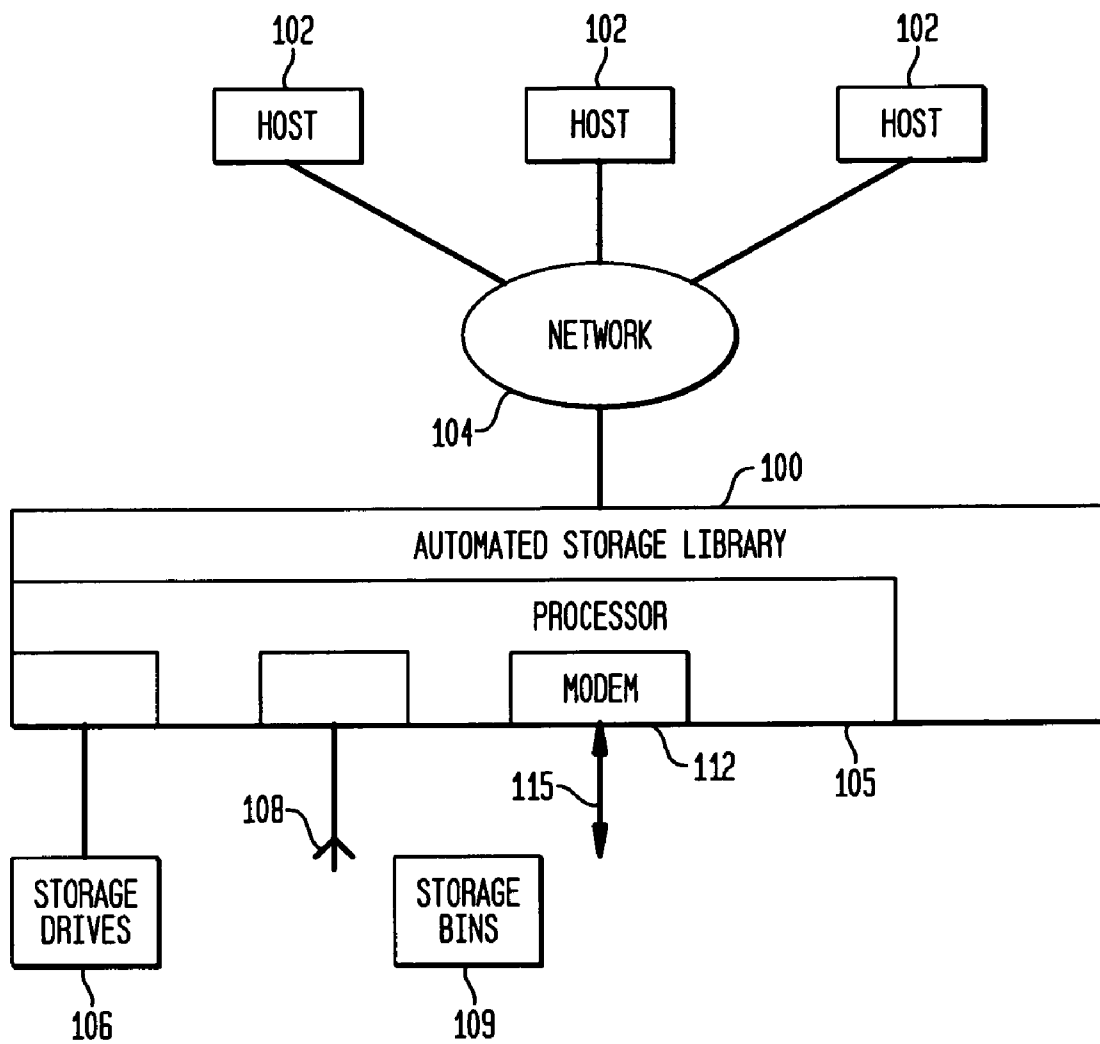 102
102
102
HOST
HOST
HOST
NETWORK
104
100
AUTOMATED STORAGE LIBRARY
PROCESSOR
MODEM
108
115
112
105
STORAGE
DRIVES
STORAGE
BINS
106
109